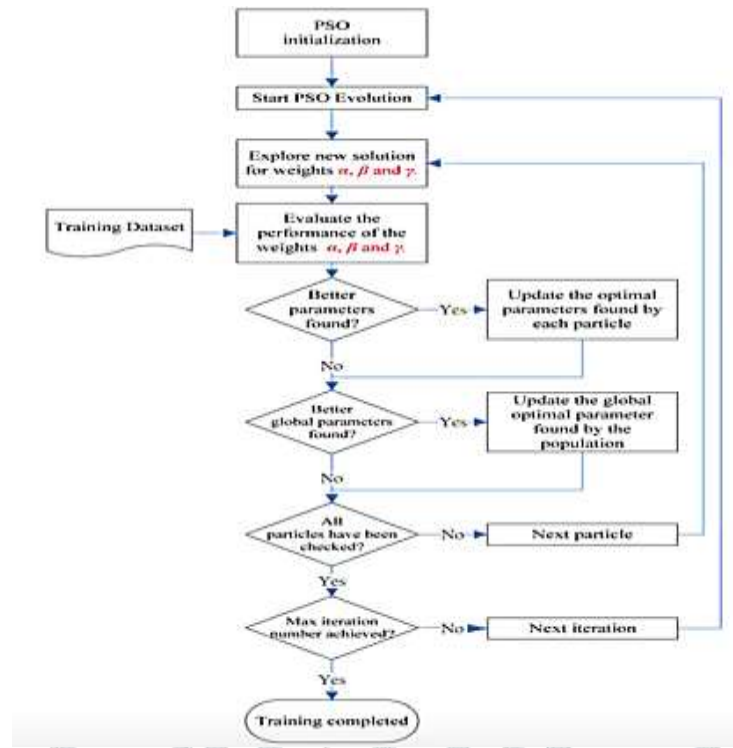 PSO
initialization
Start PSO Evolution
Explore new solution
for weights α, β and γ.
Training Dataset
Evaluate the
performance of the
weights α, β and γ.
Better
parameters
found?
Yes
Update the optimal
parameters found by
each particle
No
Better
global parameters
found?
Yes
Update the global
optimal parameter
found by the
population
No
All
particles have been
checked?
No
Next particle
Yes
Max iteration
number achieved?
No
Next iteration
Yes
Training completed